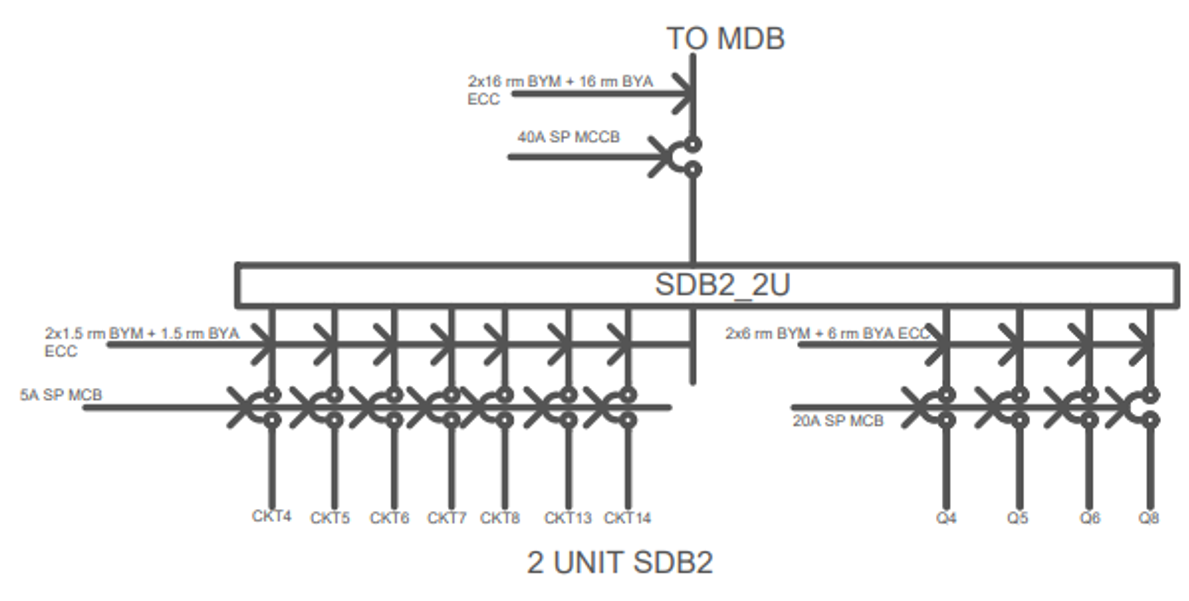 TO MDB
2x16 rm BYM + 16 rm BYA
ECC
40A SP MCCB
SDB2_2U
2x1.5 rm BYM + 1.5 rm BYA
ECC
2x6 rm BYM + 6 rm BYA ECC
5A SP MCB
20A SP MCB
CKT4 CKT5 CKT6 CKT7 CKT8 CKT13 CKT14 Q4 Q5 Q6 Q8
2 UNIT SDB2